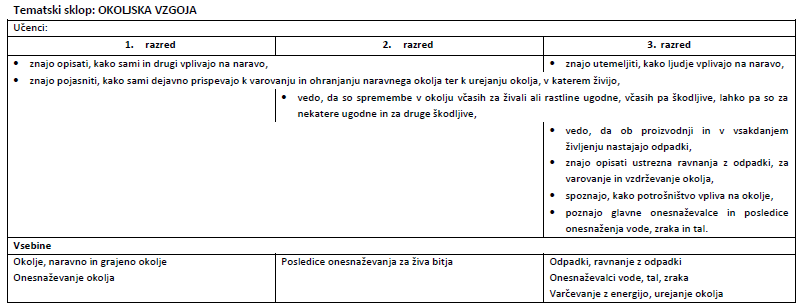 Tematski sklop: OKOLJSKA VZGOJA
Učenci:
1. razred
2. razred
3. razred
• znajo opisati, kako sami in drugi vplivajo na naravo,
• znajo utemeljiti, kako ljudje vplivajo na naravo,
• znajo pojasniti, kako sami dejavno prispevajo k varovanju in ohranjanju naravnega okolja ter k urejanju okolja, v katerem živijo,
• vedo, da so spremembe v okolju včasih za živali ali rastline ugodne, včasih pa škodljive, lahko pa so za
nekatere ugodne in za druge škodljive,
• vedo, da ob proizvodnji in v vsakdanjem
življenju nastajajo odpadki,
• znajo opisati ustrezna ravnanja z odpadki, za
varovanje in vzdrževanje okolja,
• spoznajo, kako potrošništvo vpliva na okolje,
• poznajo glavne onesnaževalce in posledice
onesnaženja vode, zraka in tal.
Vsebine
Okolje, naravno in grajeno okolje
Onesnaževanje okolja
Posledice onesnaževanja za živa bitja
Odpadki, ravnanje z odpadki
Onesnaževalci vode, tal, zraka
Varčevanje z energijo, urejanje okolja